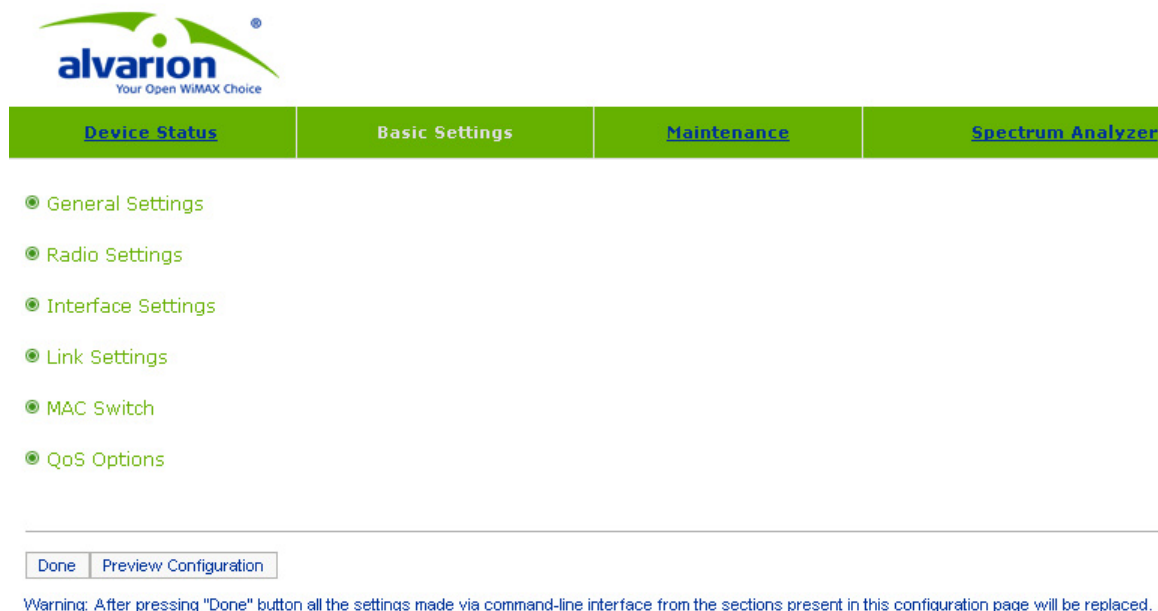 ®
alvarion
Your Open WiMAX Choice
Device Status Basic Settings Maintenance Spectrum Analyzer
General Settings
Radio Settings
Interface Settings
Link Settings
MAC Switch
QoS Options
Done Preview Configuration
Warning: After pressing "Done" button all the settings made via command-line interface from the sections present in this configuration page will be replaced.